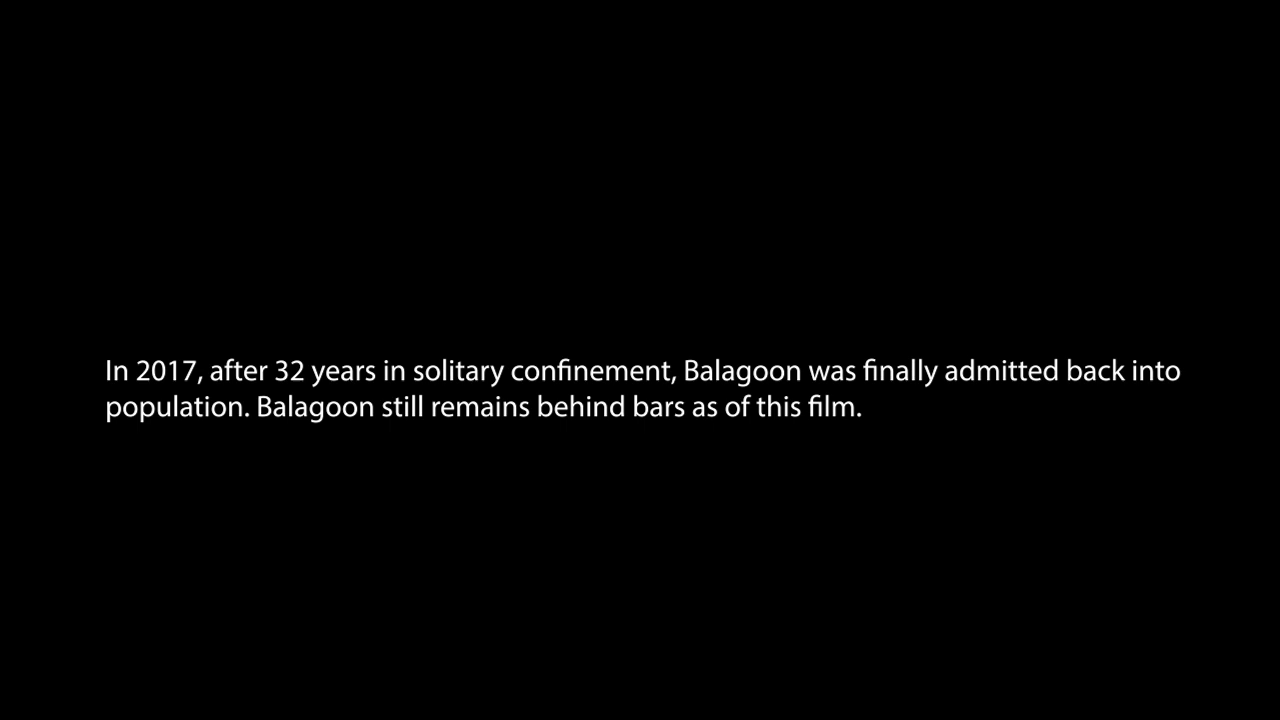 In 2017, after 32 years in solitary confinement, Balagoon was finally admitted back into
population. Balagoon still remains behind bars as of this film.